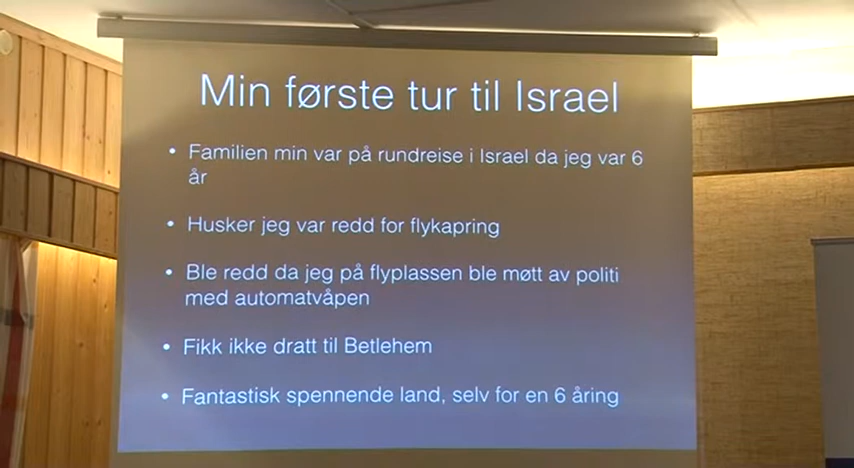 Min første tur til Israel
• Familien min var på rundreise i Israel da jeg var 6
år
• Husker jeg var redd for flykapring
• Ble redd da jeg på flyplassen ble møtt av politi
med automatvåpen
• Fikk ikke dratt til Betlehem
• Fantastisk spennende land, selv for en 6 åring